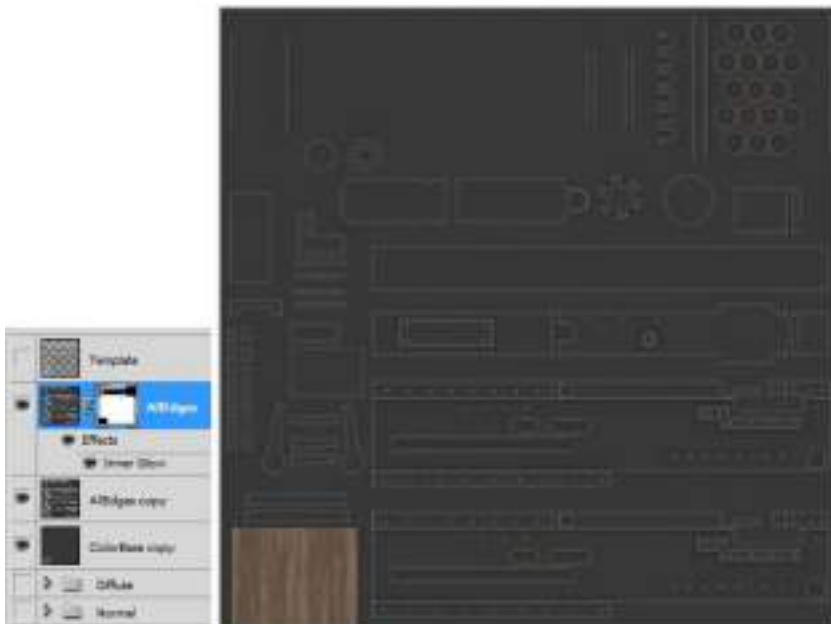 Template
AllEdges
Effects
Inner Glow
AllEdges copy
ColorBase copy
Diffuse
Normal